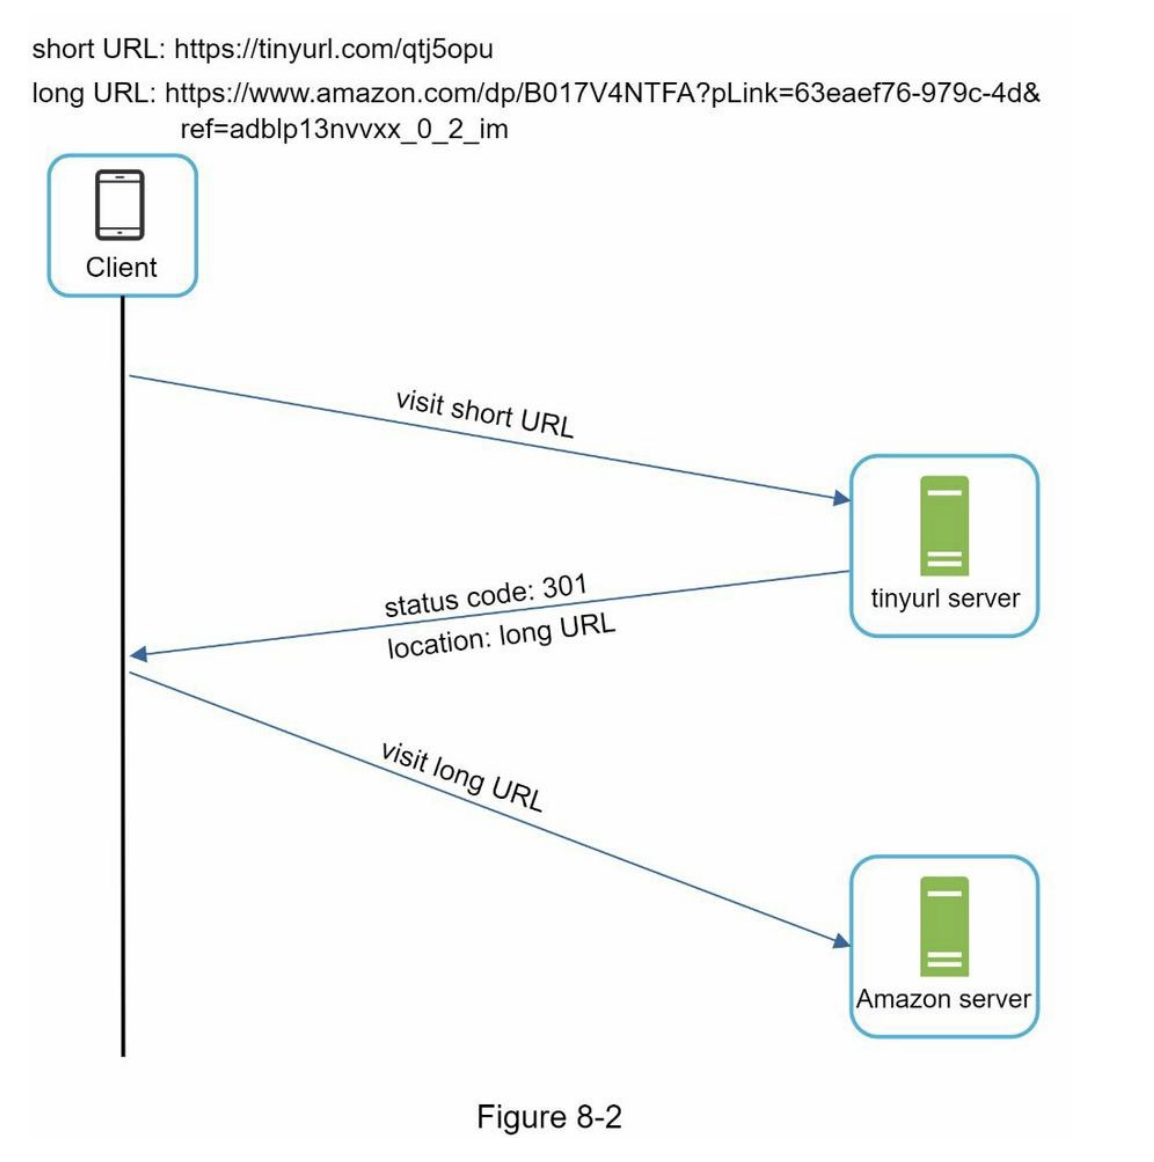 short URL: https://tinyurl.com/qtj5opu
long URL: https://www.amazon.com/dp/B017V4NTFA?pLink=63eaef76-979c-4d&
ref=adblp13nvvxx_0_2_im
Client
visit short URL
status code: 301
location: long URL
tinyurl server
visit long URL
Amazon server
Figure 8-2